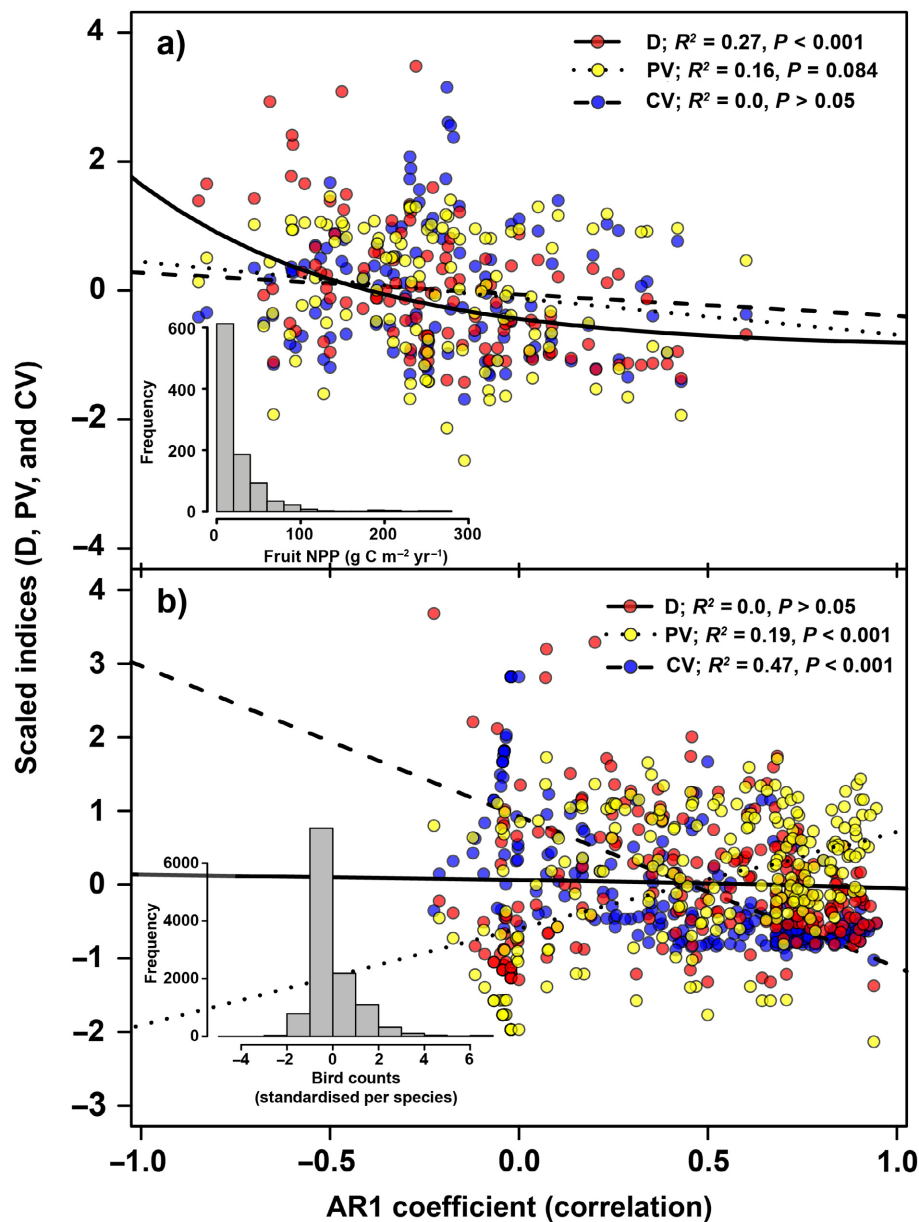 Scaled indices (D, PV, and CV)
a)
D; R² = 0.27, P < 0.001
PV; R² = 0.16, P = 0.084
CV; R² = 0.0, P > 0.05
4
2
0
−2
−4
Frequency
600
400
200
0
0 100 200 300
Fruit NPP (g C m⁻² yr⁻¹)
b)
D; R² = 0.0, P > 0.05
PV; R² = 0.19, P < 0.001
CV; R² = 0.47, P < 0.001
4
3
2
1
0
−1
−2
−3
Frequency
6000
4000
2000
0
−4 −2 0 2 4 6
Bird counts
(standardised per species)
−1.0 −0.5 0.0 0.5 1.0
AR1 coefficient (correlation)